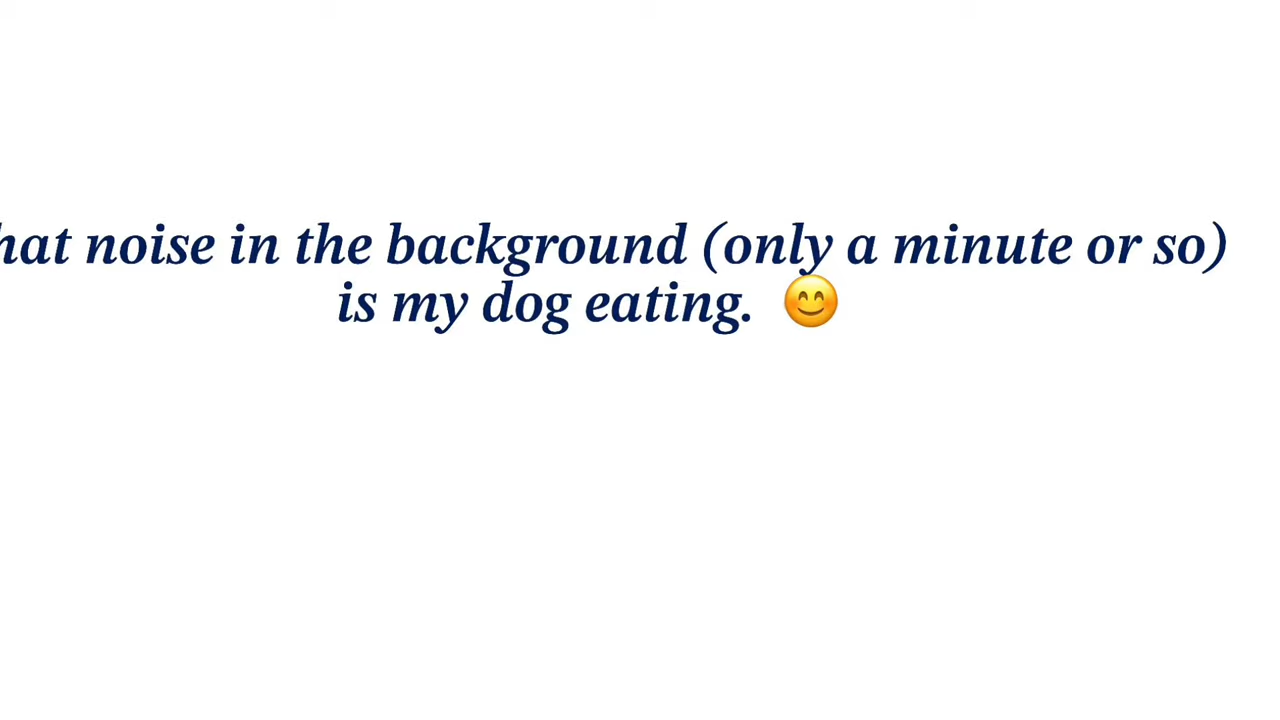 hat noise in the background (only a minute or so)
is my dog eating. 😊